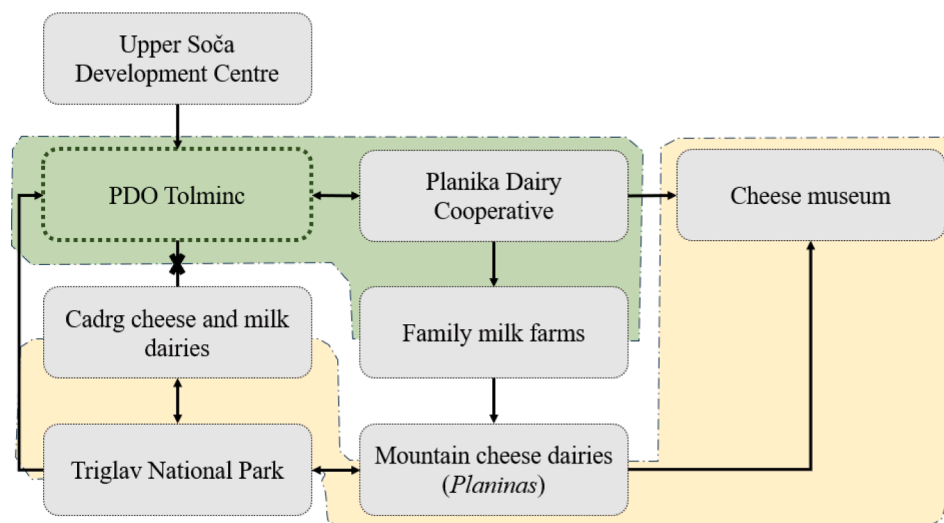 Upper Soča
Development Centre
PDO Tolminc
Planika Dairy
Cooperative
Cheese museum
Cadrg cheese and milk
dairies
Family milk farms
Triglav National Park
Mountain cheese dairies
(Planinas)